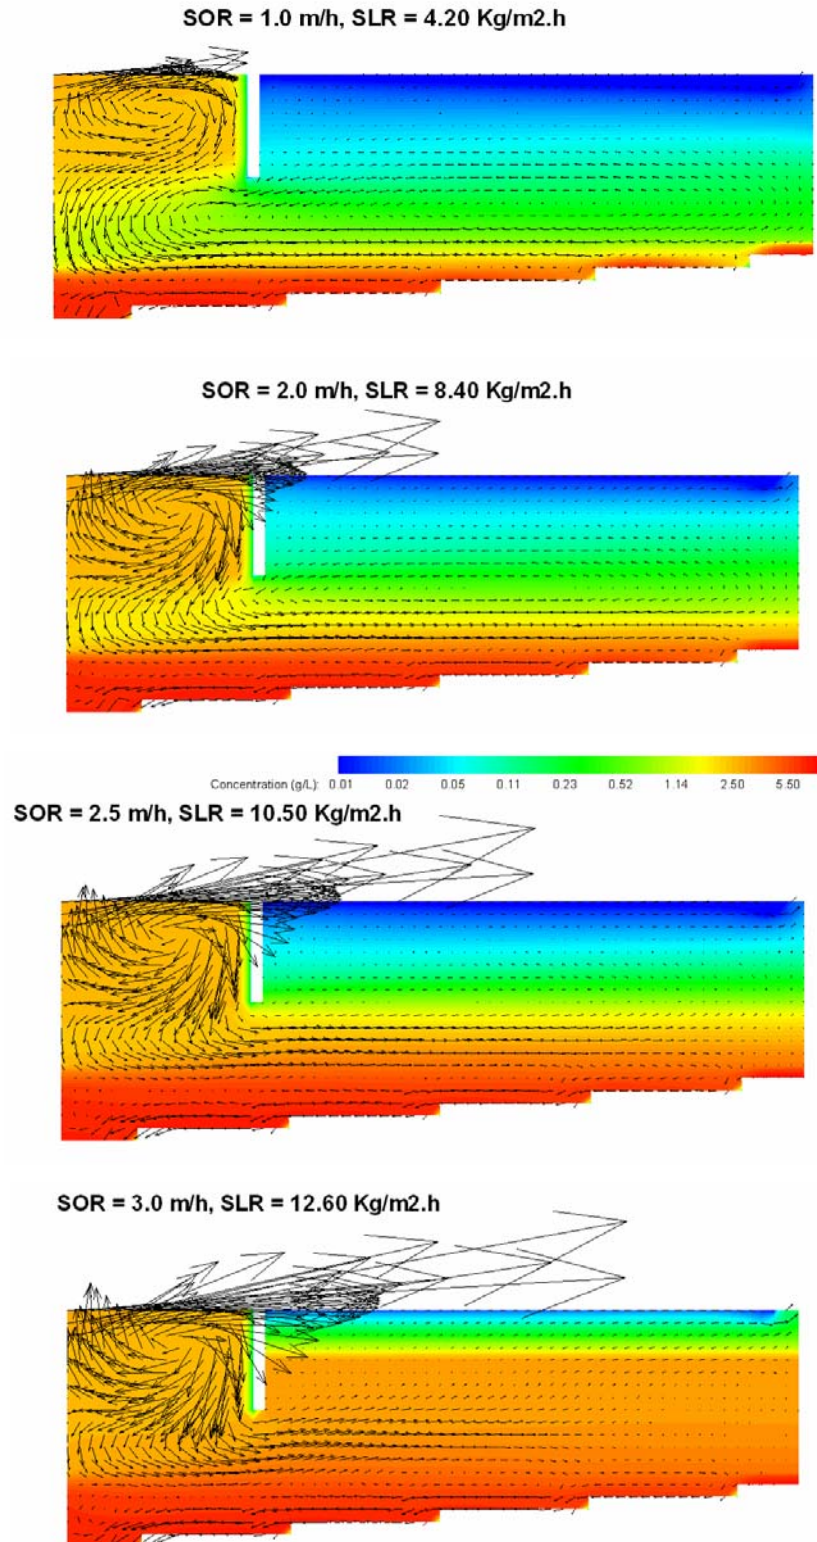 SOR = 1.0 m/h, SLR = 4.20 Kg/m2.h
SOR = 2.0 m/h, SLR = 8.40 Kg/m2.h
Concentration (g/L): 0.01 0.02 0.05 0.11 0.23 0.52 1.14 2.50 5.50
SOR = 2.5 m/h, SLR = 10.50 Kg/m2.h
SOR = 3.0 m/h, SLR = 12.60 Kg/m2.h